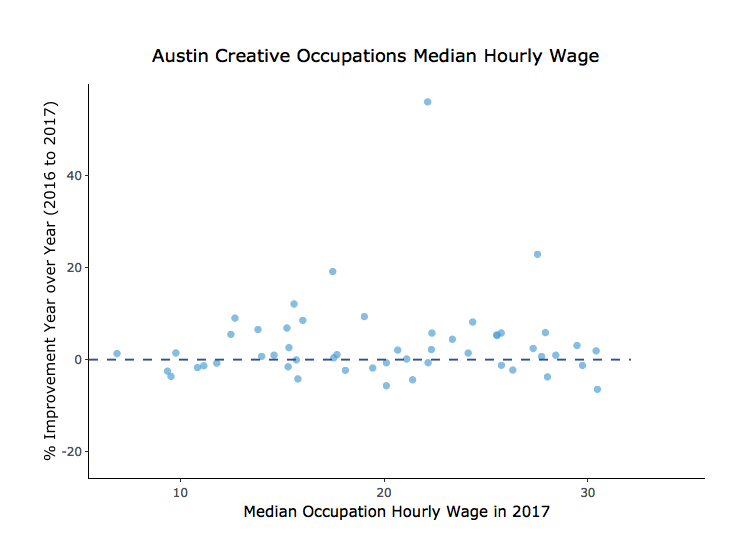 Austin Creative Occupations Median Hourly Wage
% Improvement Year over Year (2016 to 2017)
40
20
0
-20
10
20
30
Median Occupation Hourly Wage in 2017